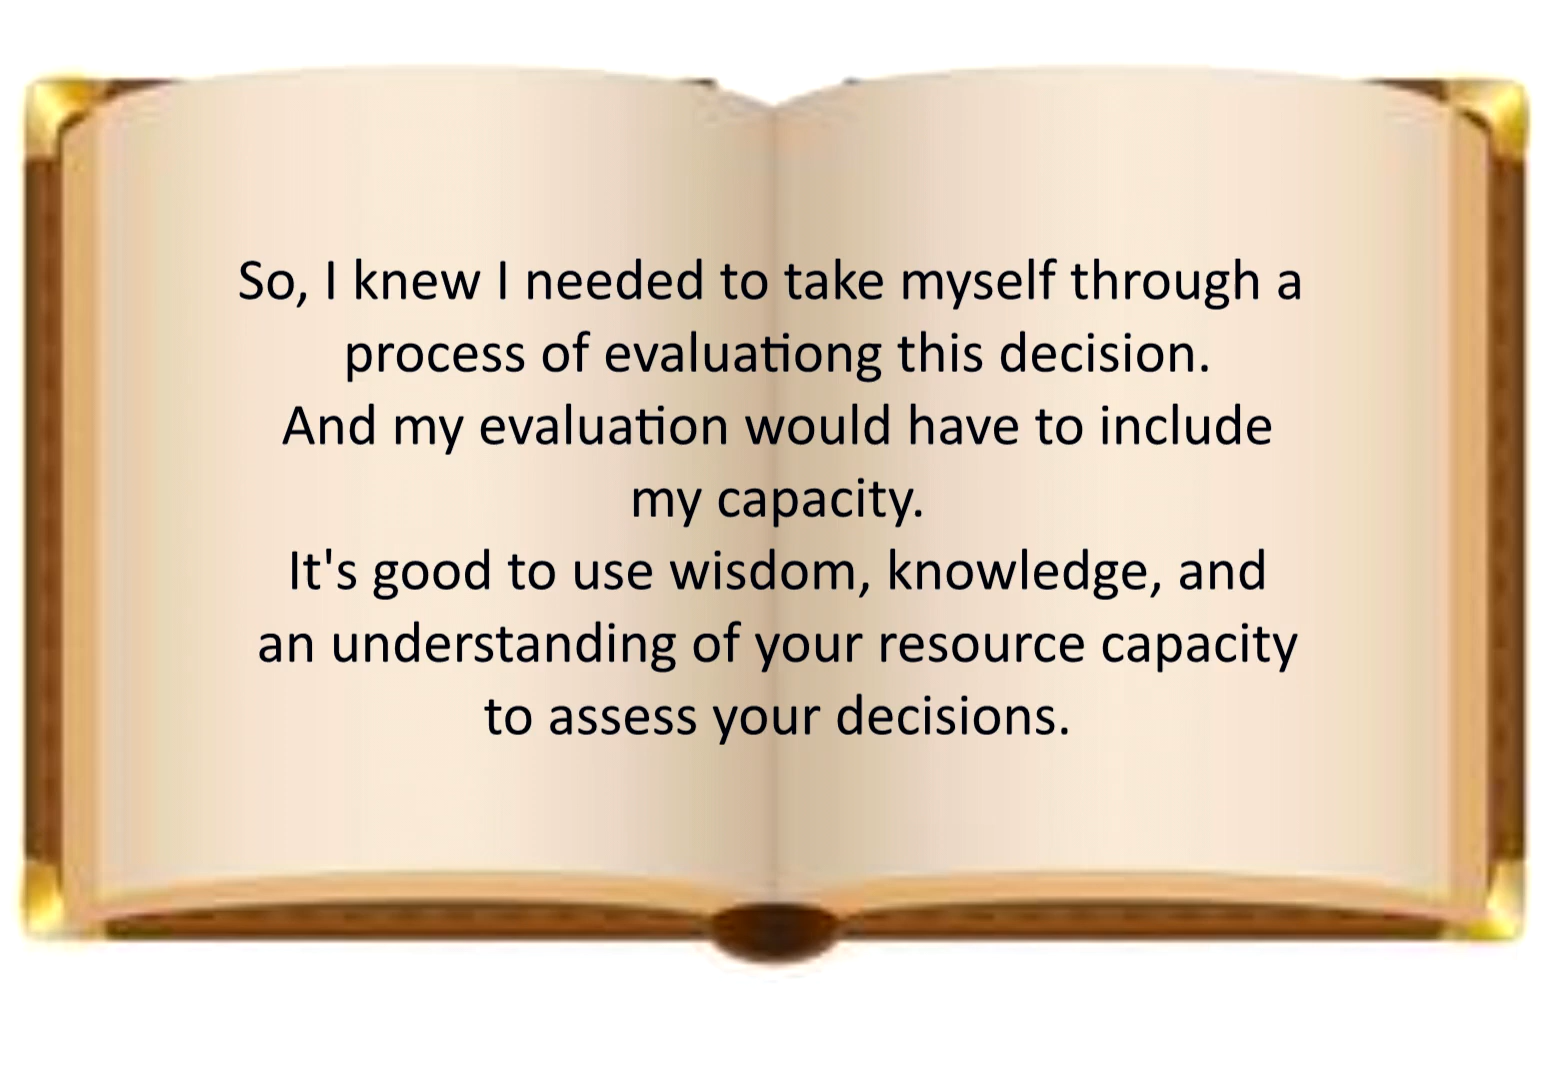 So, I knew I needed to take myself through a
process of evaluationg this decision.
And my evaluation would have to include
my capacity.
It's good to use wisdom, knowledge, and
an understanding of your resource capacity
to assess your decisions.